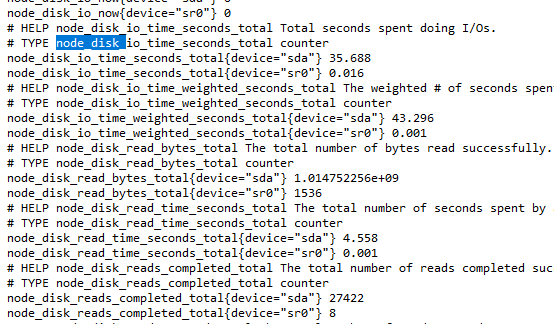 node_disk_io_now{device="sr0"} 0
# HELP node_disk_io_time_seconds_total Total seconds spent doing I/Os.
# TYPE node_disk_io_time_seconds_total counter
node_disk_io_time_seconds_total{device="sda"} 35.688
node_disk_io_time_seconds_total{device="sr0"} 0.016
# HELP node_disk_io_time_weighted_seconds_total The weighted # of seconds spent
# TYPE node_disk_io_time_weighted_seconds_total counter
node_disk_io_time_weighted_seconds_total{device="sda"} 43.296
node_disk_io_time_weighted_seconds_total{device="sr0"} 0.001
# HELP node_disk_read_bytes_total The total number of bytes read successfully.
# TYPE node_disk_read_bytes_total counter
node_disk_read_bytes_total{device="sda"} 1.014752256e+09
node_disk_read_bytes_total{device="sr0"} 1536
# HELP node_disk_read_time_seconds_total The total number of seconds spent by
# TYPE node_disk_read_time_seconds_total counter
node_disk_read_time_seconds_total{device="sda"} 4.558
node_disk_read_time_seconds_total{device="sr0"} 0.001
# HELP node_disk_reads_completed_total The total number of reads completed suc
# TYPE node_disk_reads_completed_total counter
node_disk_reads_completed_total{device="sda"} 27422
node_disk_reads_completed_total{device="sr0"} 8